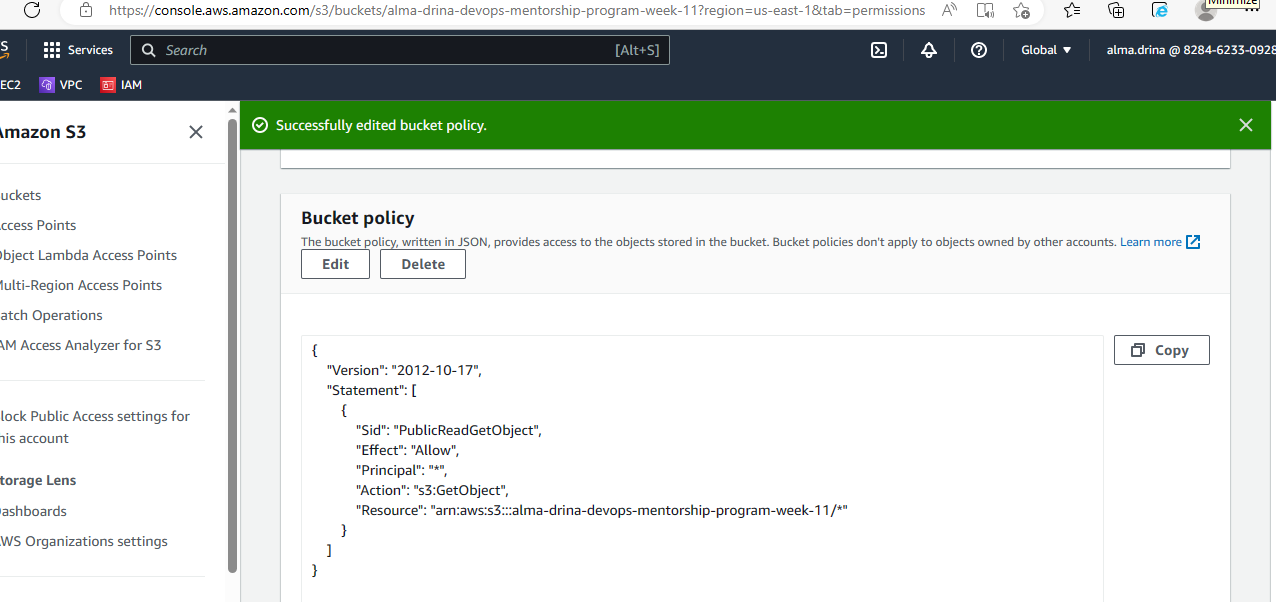 https://console.aws.amazon.com/s3/buckets/alma-drina-devops-mentorship-program-week-11?region=us-east-1&tab=permissions
Minimize
Services
Search
[Alt+S]
Global
alma.drina @ 8284-6233-0928
EC2
VPC
IAM
Amazon S3
Successfully edited bucket policy.
uckets
ccess Points
bject Lambda Access Points
Multi-Region Access Points
atch Operations
AM Access Analyzer for S3
lock Public Access settings for
his account
torage Lens
ashboards
WS Organizations settings
Bucket policy
The bucket policy, written in JSON, provides access to the objects stored in the bucket. Bucket policies don't apply to objects owned by other accounts. Learn more
Edit
Delete
Copy
{
"Version": "2012-10-17",
"Statement": [
{
"Sid": "PublicReadGetObject",
"Effect": "Allow",
"Principal": "*",
"Action": "s3:GetObject",
"Resource": "arn:aws:s3:::alma-drina-devops-mentorship-program-week-11/*"
}
]
}